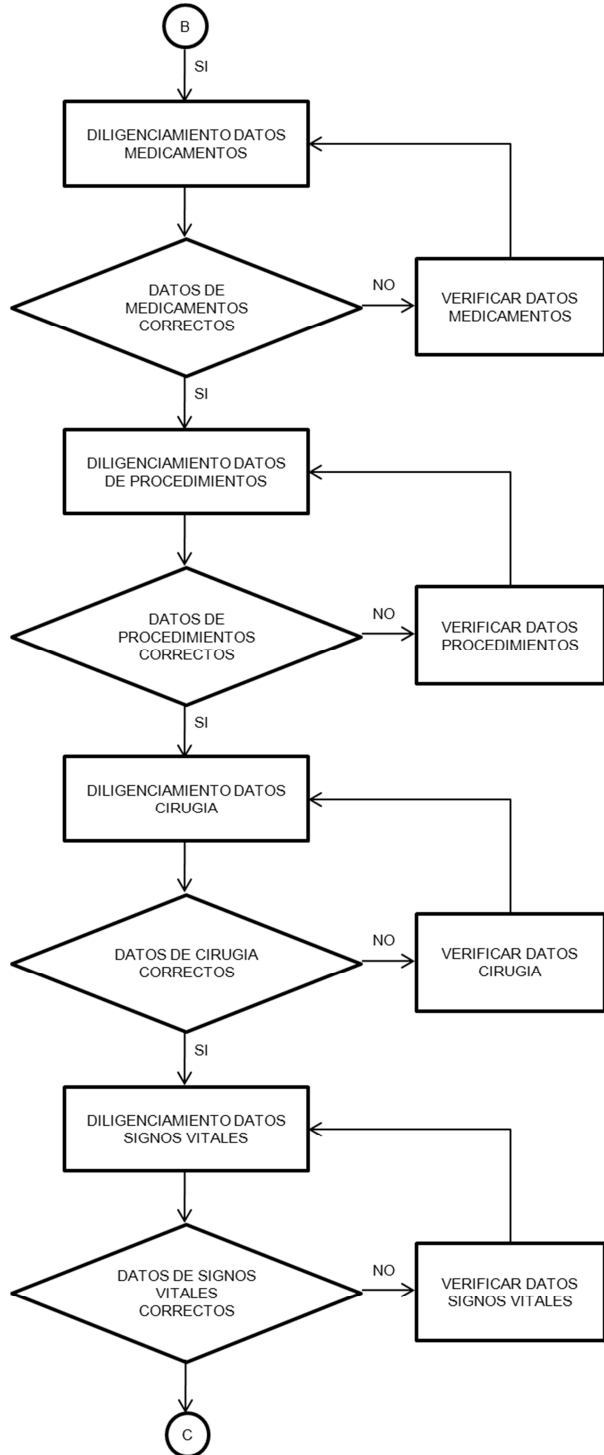 B
SI
DILIGENCIAMIENTO DATOS
MEDICAMENTOS
DATOS DE
MEDICAMENTOS
CORRECTOS
NO
VERIFICAR DATOS
MEDICAMENTOS
SI
DILIGENCIAMIENTO DATOS
DE PROCEDIMIENTOS
DATOS DE
PROCEDIMIENTOS
CORRECTOS
NO
VERIFICAR DATOS
PROCEDIMIENTOS
SI
DILIGENCIAMIENTO DATOS
CIRUGIA
DATOS DE CIRUGIA
CORRECTOS
NO
VERIFICAR DATOS
CIRUGIA
SI
DILIGENCIAMIENTO DATOS
SIGNOS VITALES
DATOS DE SIGNOS
VITALES
CORRECTOS
NO
VERIFICAR DATOS
SIGNOS VITALES
C